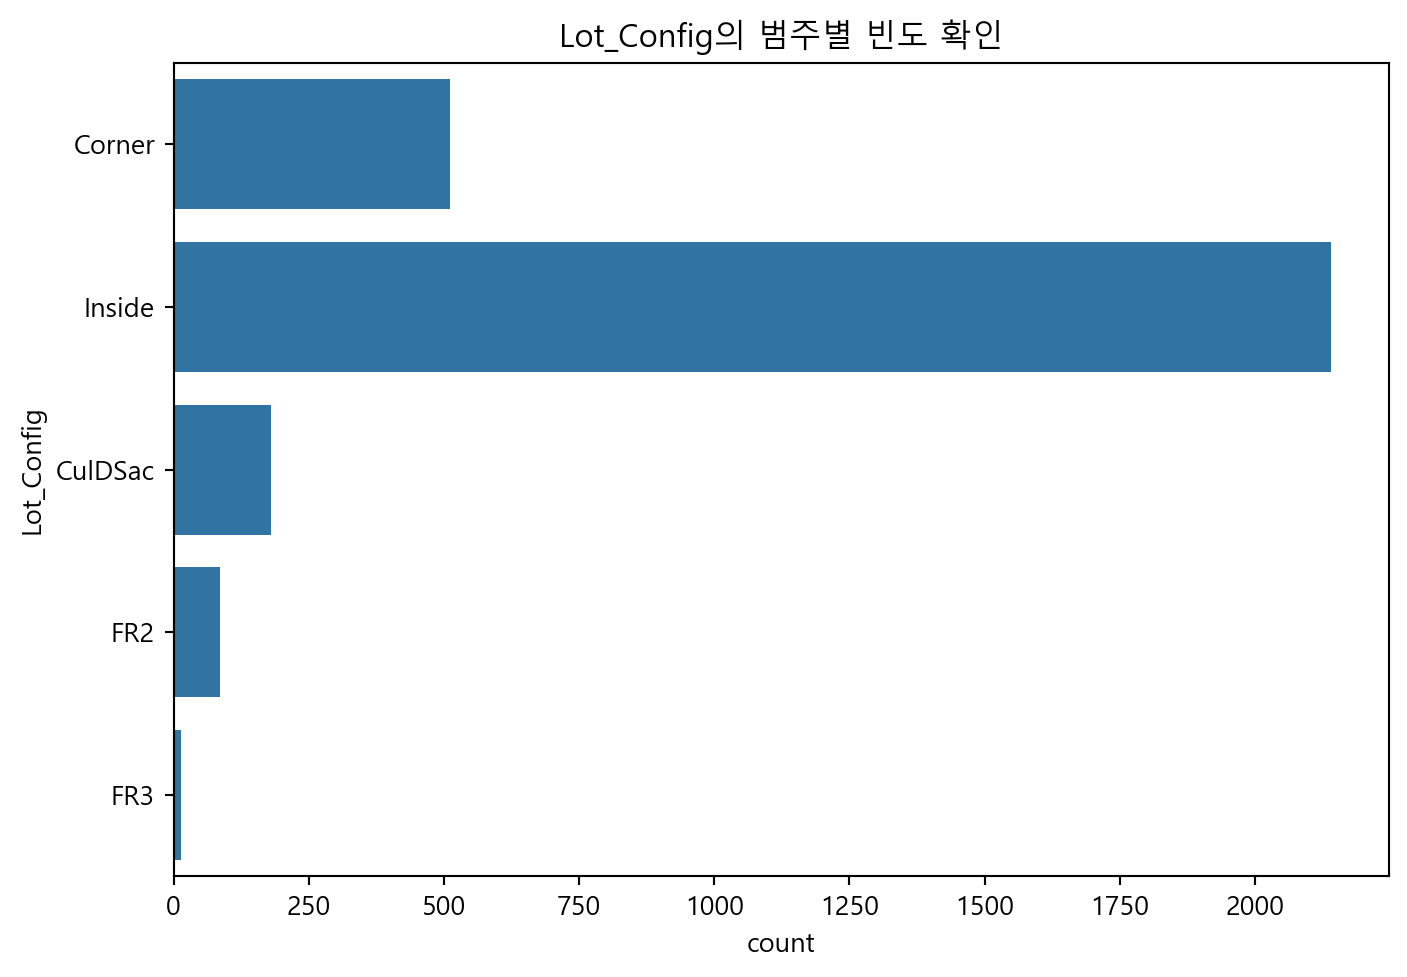 Lot_Config의 범주별 빈도 확인
Lot_Config
Corner
Inside
CulDSac
FR2
FR3
0 250 500 750 1000 1250 1500 1750 2000
count